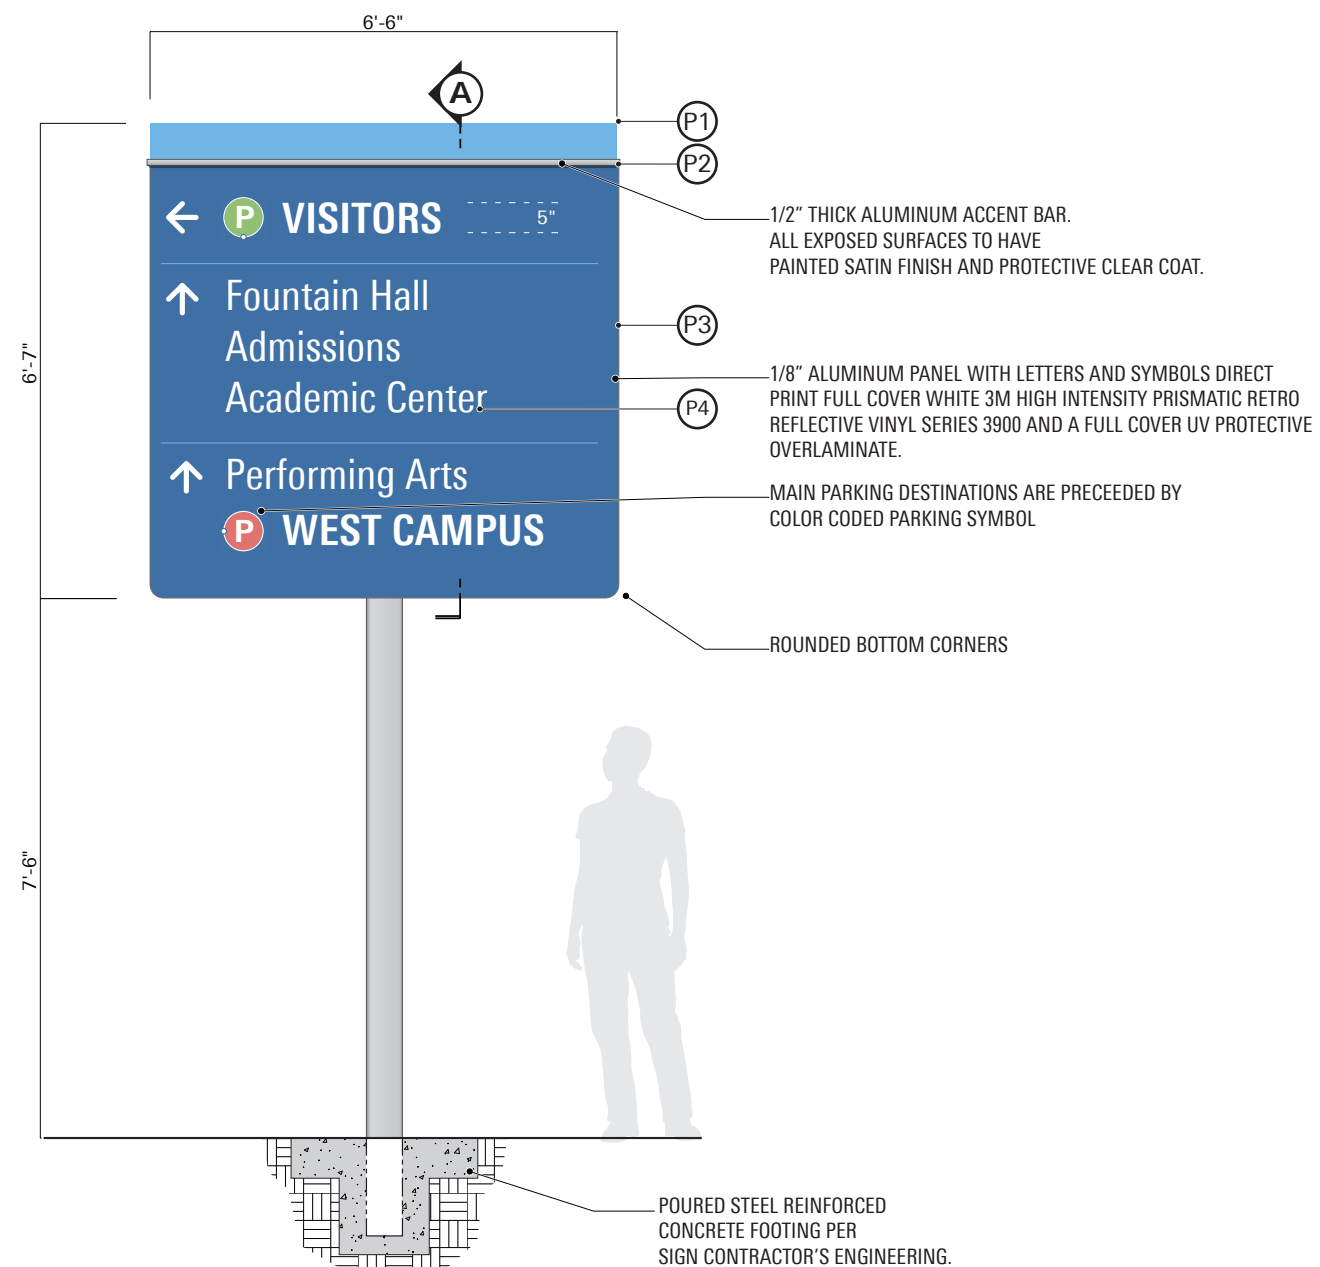 6'-6"
A
P1
P2
← P VISITORS 5"
1/2” THICK ALUMINUM ACCENT BAR.
ALL EXPOSED SURFACES TO HAVE
PAINTED SATIN FINISH AND PROTECTIVE CLEAR COAT.
↑ Fountain Hall
Admissions
Academic Center
P3
6'-7"
1/8” ALUMINUM PANEL WITH LETTERS AND SYMBOLS DIRECT
PRINT FULL COVER WHITE 3M HIGH INTENSITY PRISMATIC RETRO
REFLECTIVE VINYL SERIES 3900 AND A FULL COVER UV PROTECTIVE
OVERLAMINATE.
P4
↑ Performing Arts
P WEST CAMPUS
MAIN PARKING DESTINATIONS ARE PRECEEDED BY
COLOR CODED PARKING SYMBOL
ROUNDED BOTTOM CORNERS
7'-6"
POURED STEEL REINFORCED
CONCRETE FOOTING PER
SIGN CONTRACTOR’S ENGINEERING.